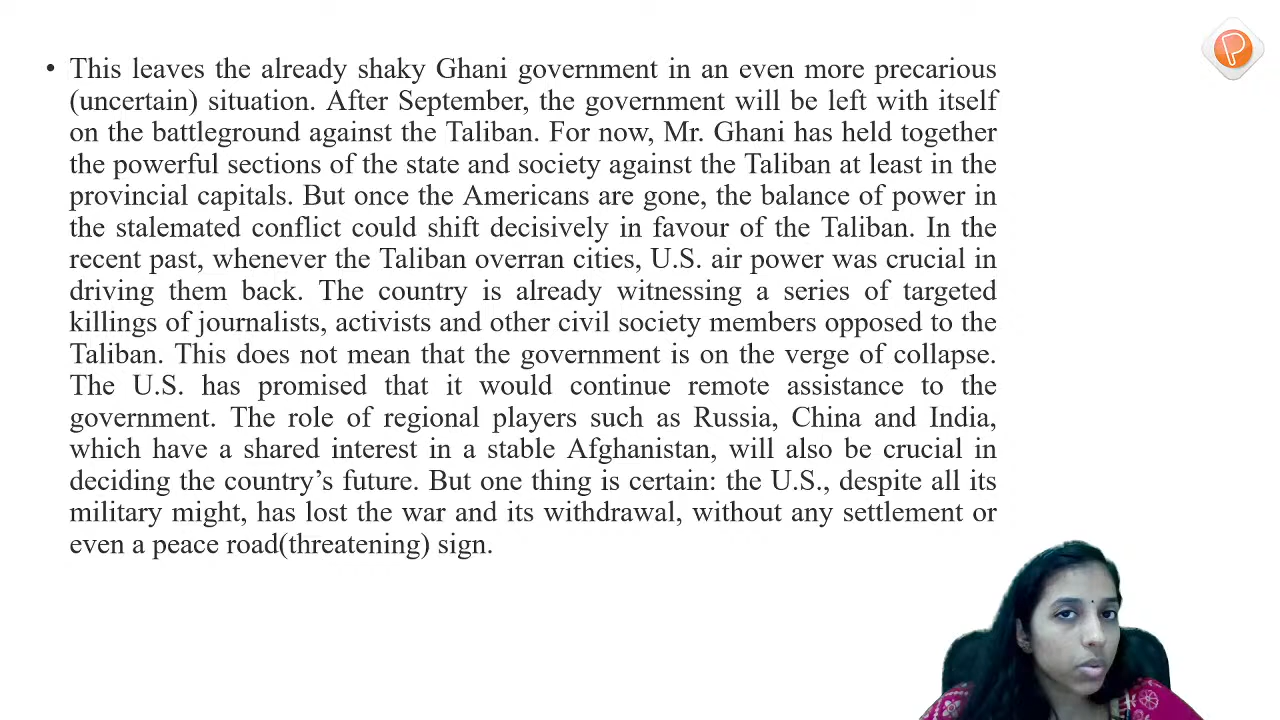 • This leaves the already shaky Ghani government in an even more precarious
(uncertain) situation. After September, the government will be left with itself
on the battleground against the Taliban. For now, Mr. Ghani has held together
the powerful sections of the state and society against the Taliban at least in the
provincial capitals. But once the Americans are gone, the balance of power in
the stalemated conflict could shift decisively in favour of the Taliban. In the
recent past, whenever the Taliban overran cities, U.S. air power was crucial in
driving them back. The country is already witnessing a series of targeted
killings of journalists, activists and other civil society members opposed to the
Taliban. This does not mean that the government is on the verge of collapse.
The U.S. has promised that it would continue remote assistance to the
government. The role of regional players such as Russia, China and India,
which have a shared interest in a stable Afghanistan, will also be crucial in
deciding the country’s future. But one thing is certain: the U.S., despite all its
military might, has lost the war and its withdrawal, without any settlement or
even a peace road(threatening) sign.